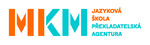 MKM
JAZYKOVÁ
ŠKOLA
PŘEKLADATELSKÁ
AGENTURA